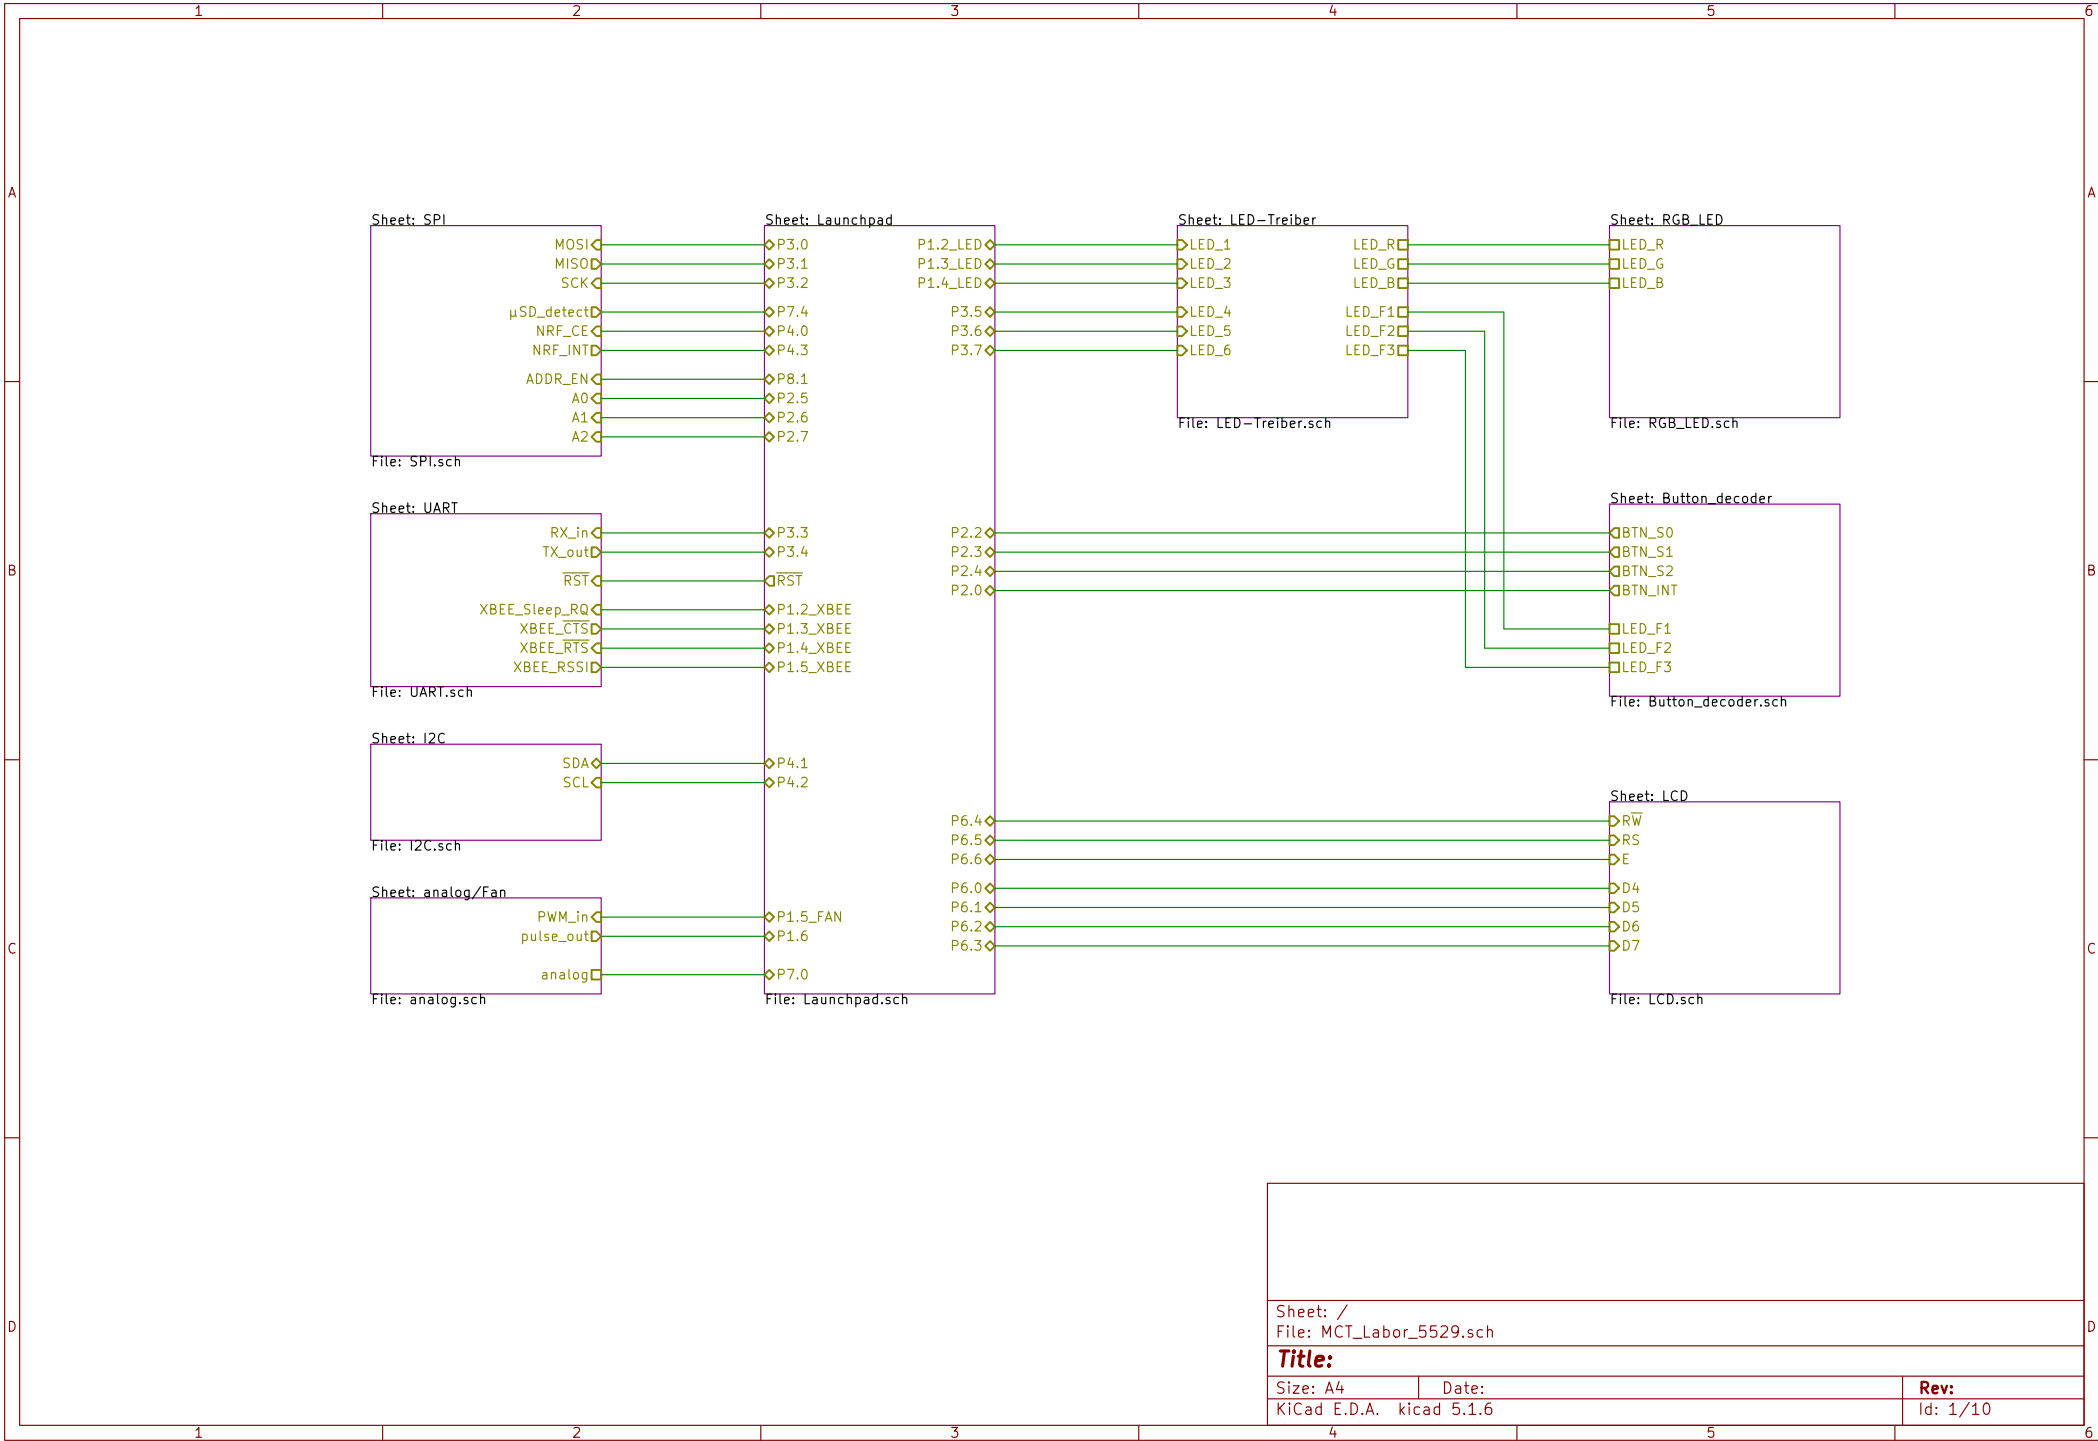 1 2 3 4 5 6
A A
Sheet: SPI
MOSI
MISO
SCK
µSD_detect
NRF_CE
NRF_INT
ADDR_EN
A0
A1
A2
File: SPI.sch
Sheet: UART
RX_in
TX_out
RST
XBEE_Sleep_RQ
XBEE_CTS
XBEE_RTS
XBEE_RSSI
File: UART.sch
Sheet: I2C
SDA
SCL
File: I2C.sch
Sheet: analog/Fan
PWM_in
pulse_out
analog
File: analog.sch
Sheet: Launchpad
P3.0
P3.1
P3.2
P7.4
P4.0
P4.3
P8.1
P2.5
P2.6
P2.7
P3.3
P3.4
RST
P1.2_XBEE
P1.3_XBEE
P1.4_XBEE
P1.5_XBEE
P4.1
P4.2
P1.5_FAN
P1.6
P7.0
P1.2_LED
P1.3_LED
P1.4_LED
P3.5
P3.6
P3.7
P2.2
P2.3
P2.4
P2.0
P6.4
P6.5
P6.6
P6.0
P6.1
P6.2
P6.3
File: Launchpad.sch
Sheet: LED-Treiber
LED_1
LED_2
LED_3
LED_4
LED_5
LED_6
LED_R
LED_G
LED_B
LED_F1
LED_F2
LED_F3
File: LED-Treiber.sch
Sheet: RGB_LED
LED_R
LED_G
LED_B
File: RGB_LED.sch
Sheet: Button_decoder
BTN_S0
BTN_S1
BTN_S2
BTN_INT
LED_F1
LED_F2
LED_F3
File: Button_decoder.sch
Sheet: LCD
RW
RS
E
D4
D5
D6
D7
File: LCD.sch
B B
C C
D D
Sheet: /
File: MCT_Labor_5529.sch
Title:
Size: A4 Date: Rev:
KiCad E.D.A. kicad 5.1.6 Id: 1/10
1 2 3 4 5 6